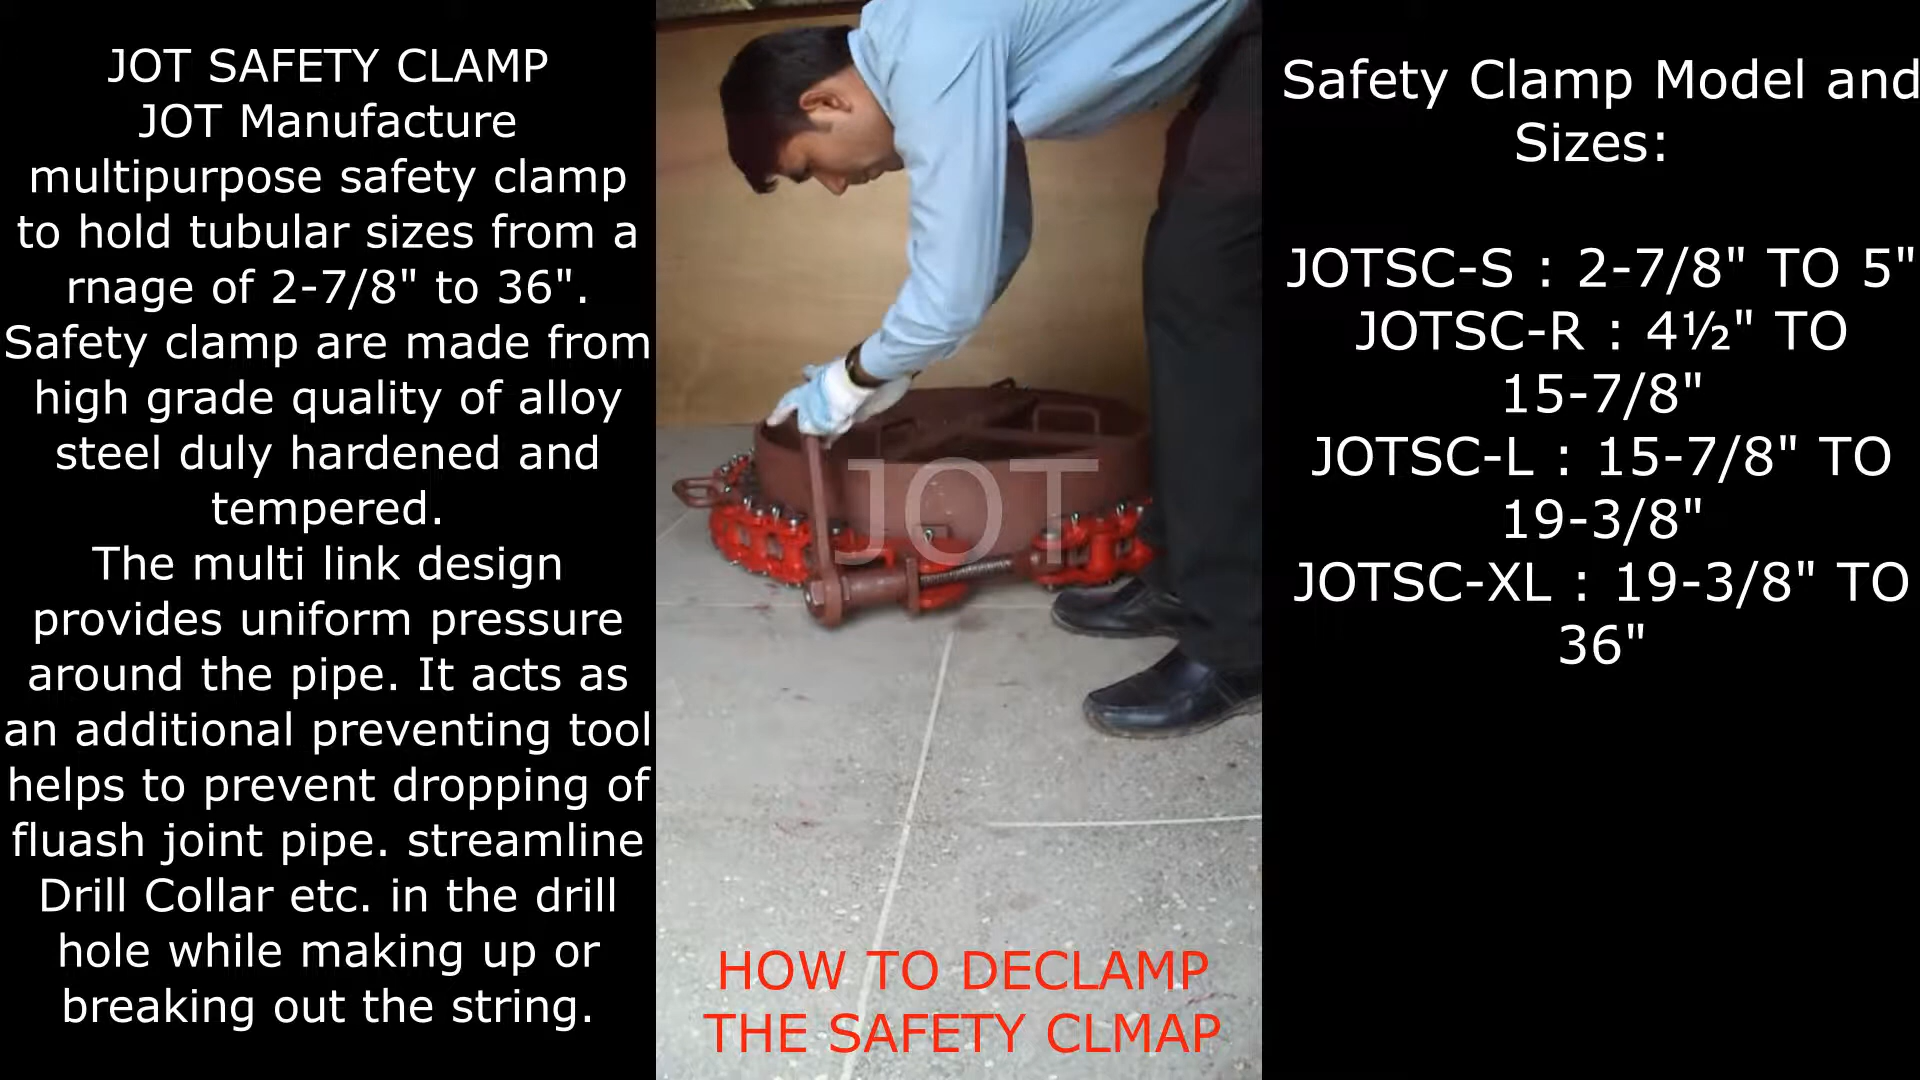 JOT SAFETY CLAMP
JOT Manufacture
multipurpose safety clamp
to hold tubular sizes from a
rnage of 2-7/8" to 36".
Safety clamp are made from
high grade quality of alloy
steel duly hardened and
tempered.
The multi link design
provides uniform pressure
around the pipe. It acts as
an additional preventing tool
helps to prevent dropping of
fluash joint pipe. streamline
Drill Collar etc. in the drill
hole while making up or
breaking out the string.
JOT
HOW TO DECLAMP
THE SAFETY CLMAP
Safety Clamp Model and
Sizes:
JOTSC-S : 2-7/8" TO 5"
JOTSC-R : 4½" TO
15-7/8"
JOTSC-L : 15-7/8" TO
19-3/8"
JOTSC-XL : 19-3/8" TO
36"